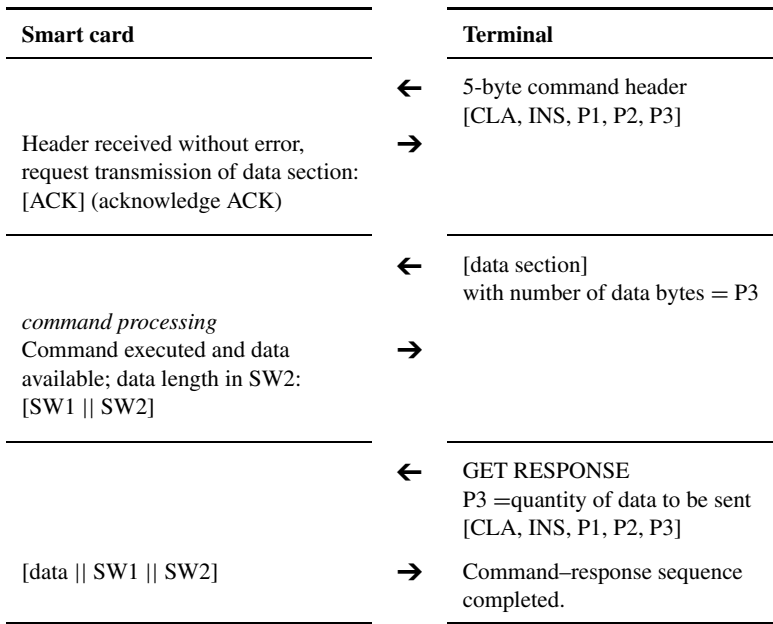 Smart card Terminal
← 5-byte command header
[CLA, INS, P1, P2, P3]
Header received without error, →
request transmission of data section:
[ACK] (acknowledge ACK)
← [data section]
with number of data bytes = P3
command processing
Command executed and data →
available; data length in SW2:
[SW1 || SW2]
← GET RESPONSE
P3 =quantity of data to be sent
[CLA, INS, P1, P2, P3]
[data || SW1 || SW2] → Command–response sequence
completed.